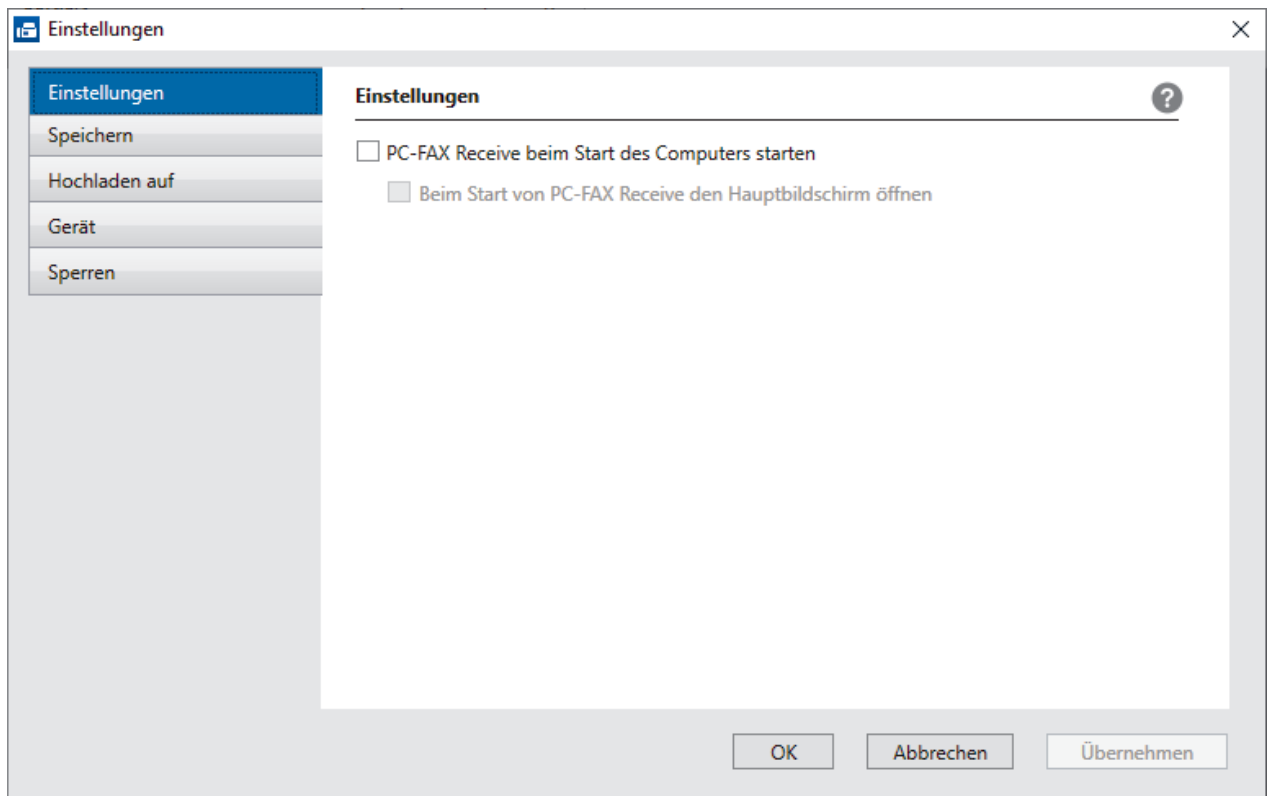 Einstellungen
Einstellungen
Speichern
Hochladen auf
Gerät
Sperren
Einstellungen
?
PC-FAX Receive beim Start des Computers starten
Beim Start von PC-FAX Receive den Hauptbildschirm öffnen
OK
Abbrechen
Übernehmen